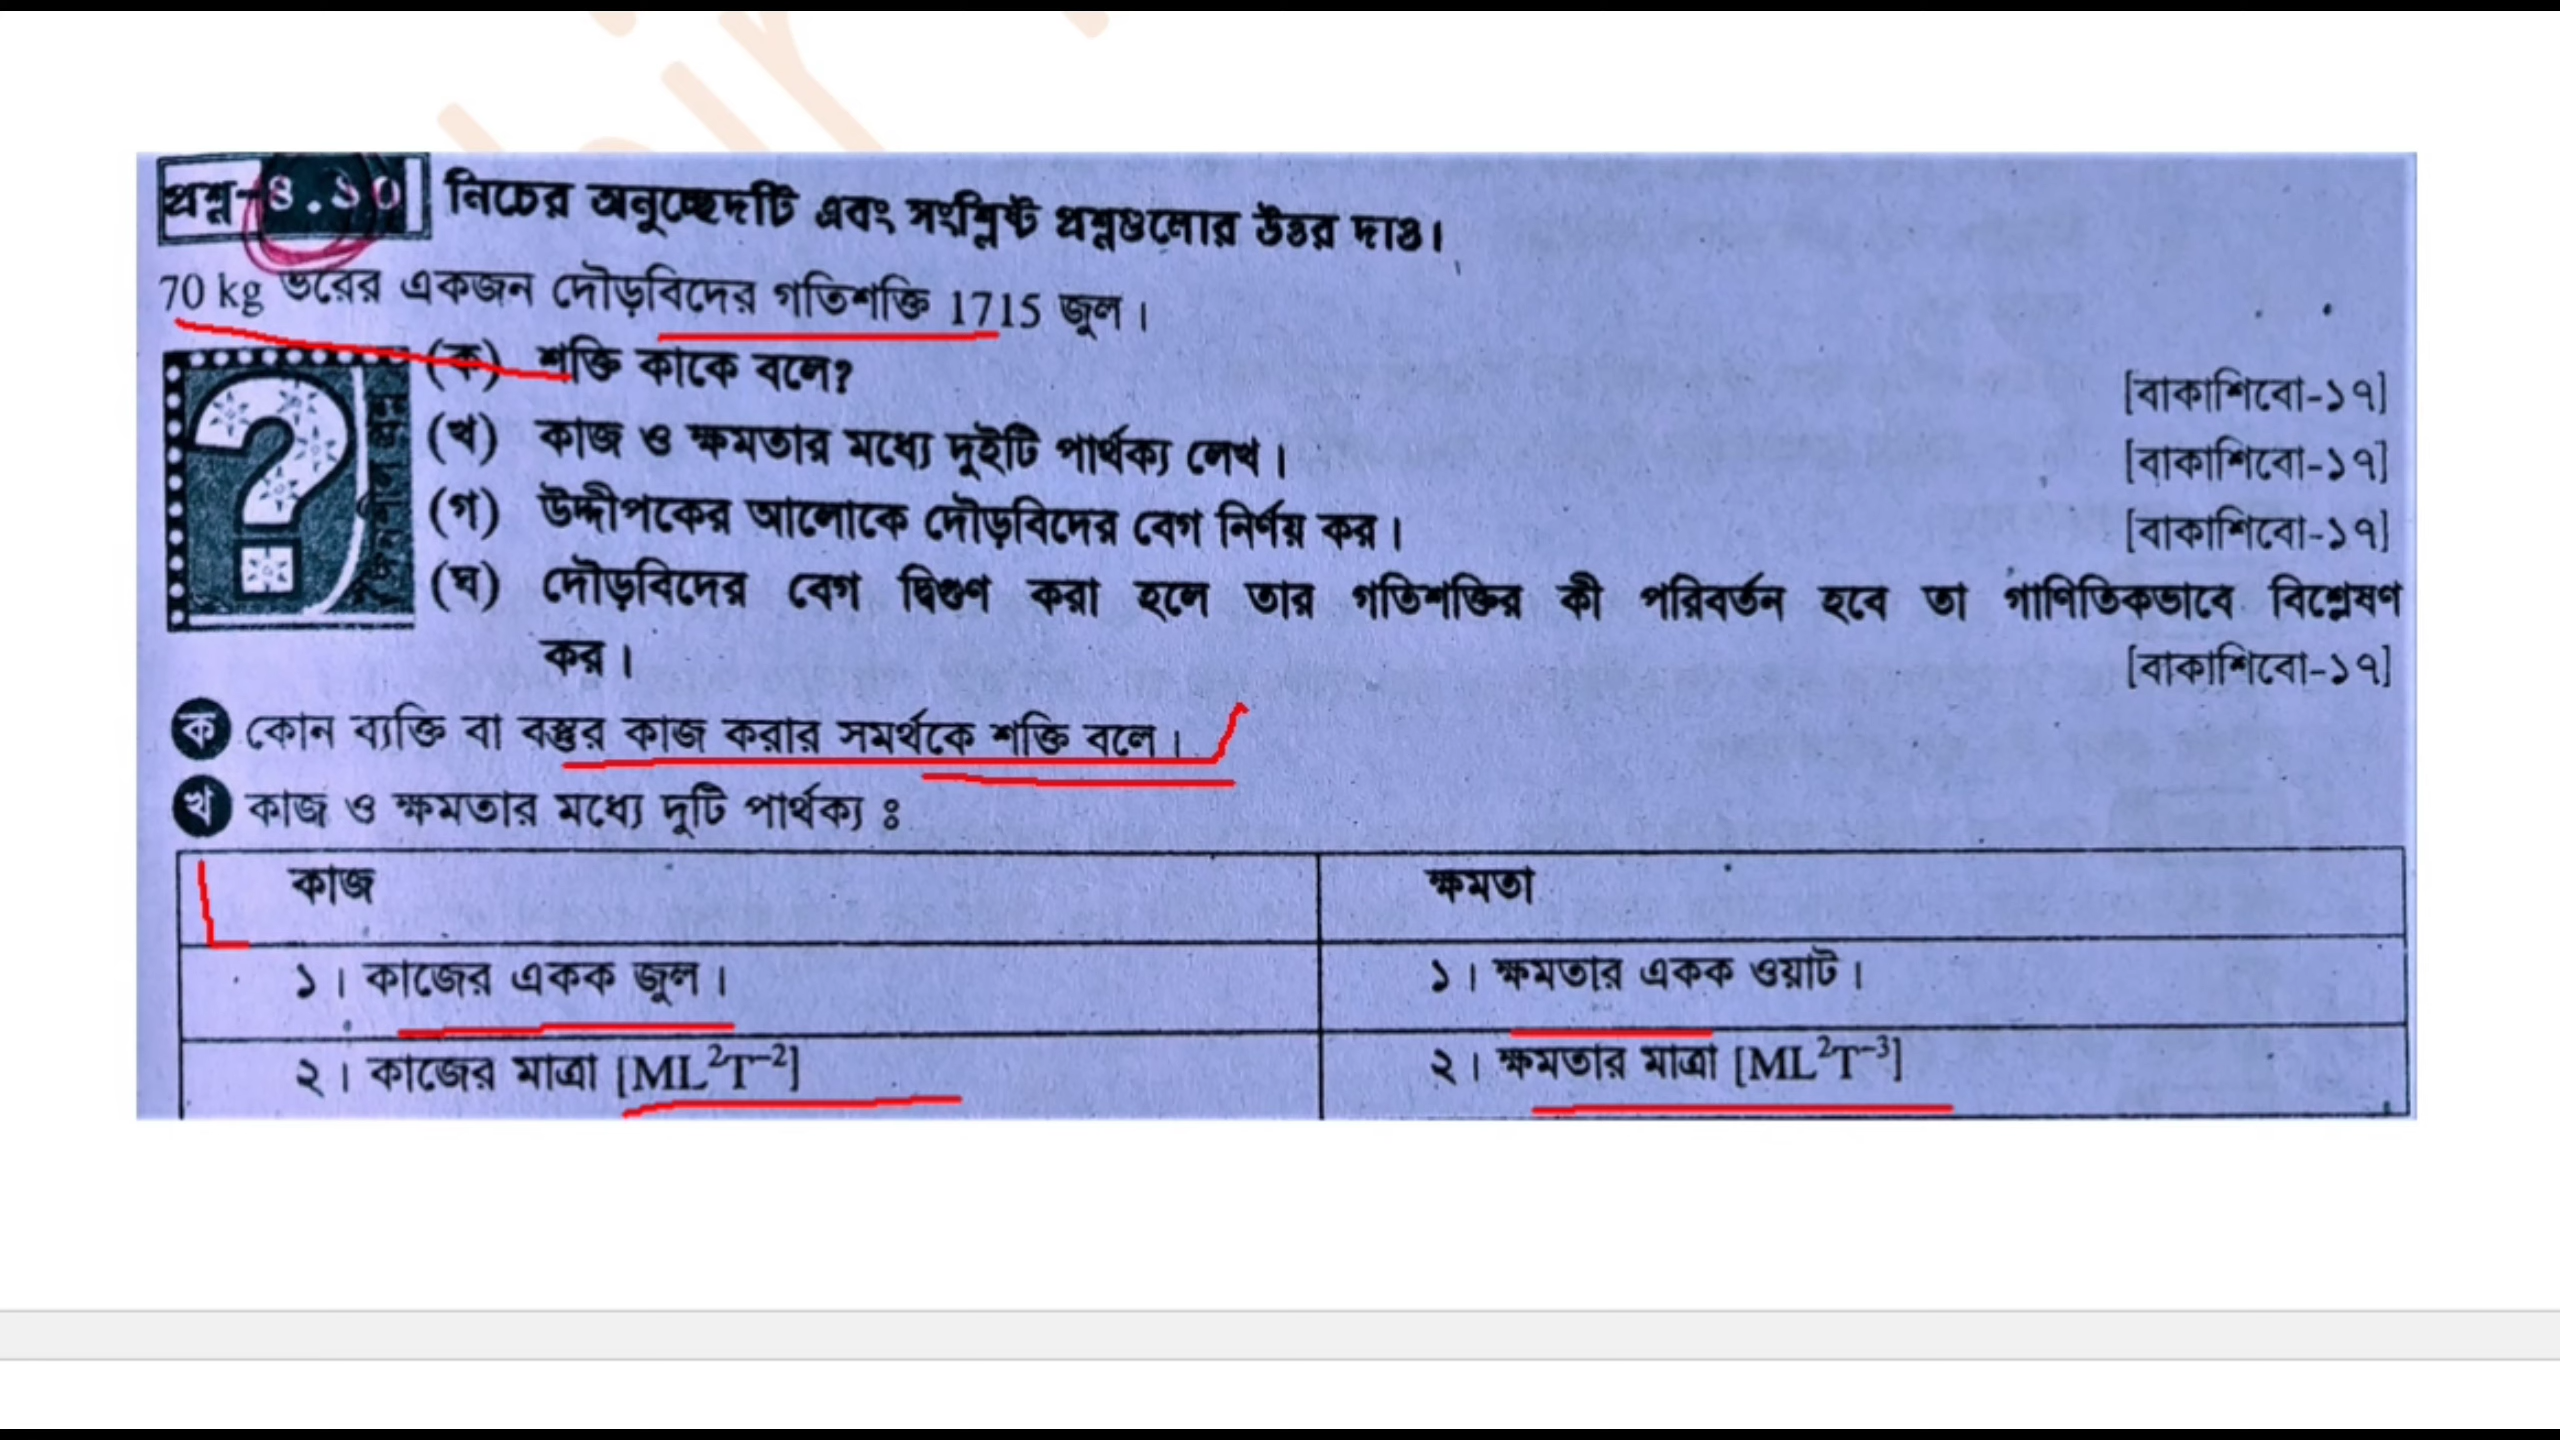 প্রশ্ন-৪.১০ নিচের অনুচ্ছেদটি এবং সংশ্লিষ্ট প্রশ্নগুলোর উত্তর দাও।
70 kg ভরের একজন দৌড়বিদের গতিশক্তি 1715 জুল।
(ক) শক্তি কাকে বলে? [বাকাশিবো-১৭]
(খ) কাজ ও ক্ষমতার মধ্যে দুইটি পার্থক্য লেখ। [বাকাশিবো-১৭]
(গ) উদ্দীপকের আলোকে দৌড়বিদের বেগ নির্ণয় কর। [বাকাশিবো-১৭]
(ঘ) দৌড়বিদের বেগ দ্বিগুণ করা হলে তার গতিশক্তির কী পরিবর্তন হবে তা গাণিতিকভাবে বিশ্লেষণ
কর। [বাকাশিবো-১৭]
ক কোন ব্যক্তি বা বস্তুর কাজ করার সমর্থকে শক্তি বলে।
খ কাজ ও ক্ষমতার মধ্যে দুটি পার্থক্য ঃ
কাজ ক্ষমতা
১। কাজের একক জুল। ১। ক্ষমতার একক ওয়াট।
২। কাজের মাত্রা [ML²T⁻²] ২। ক্ষমতার মাত্রা [ML²T⁻³]